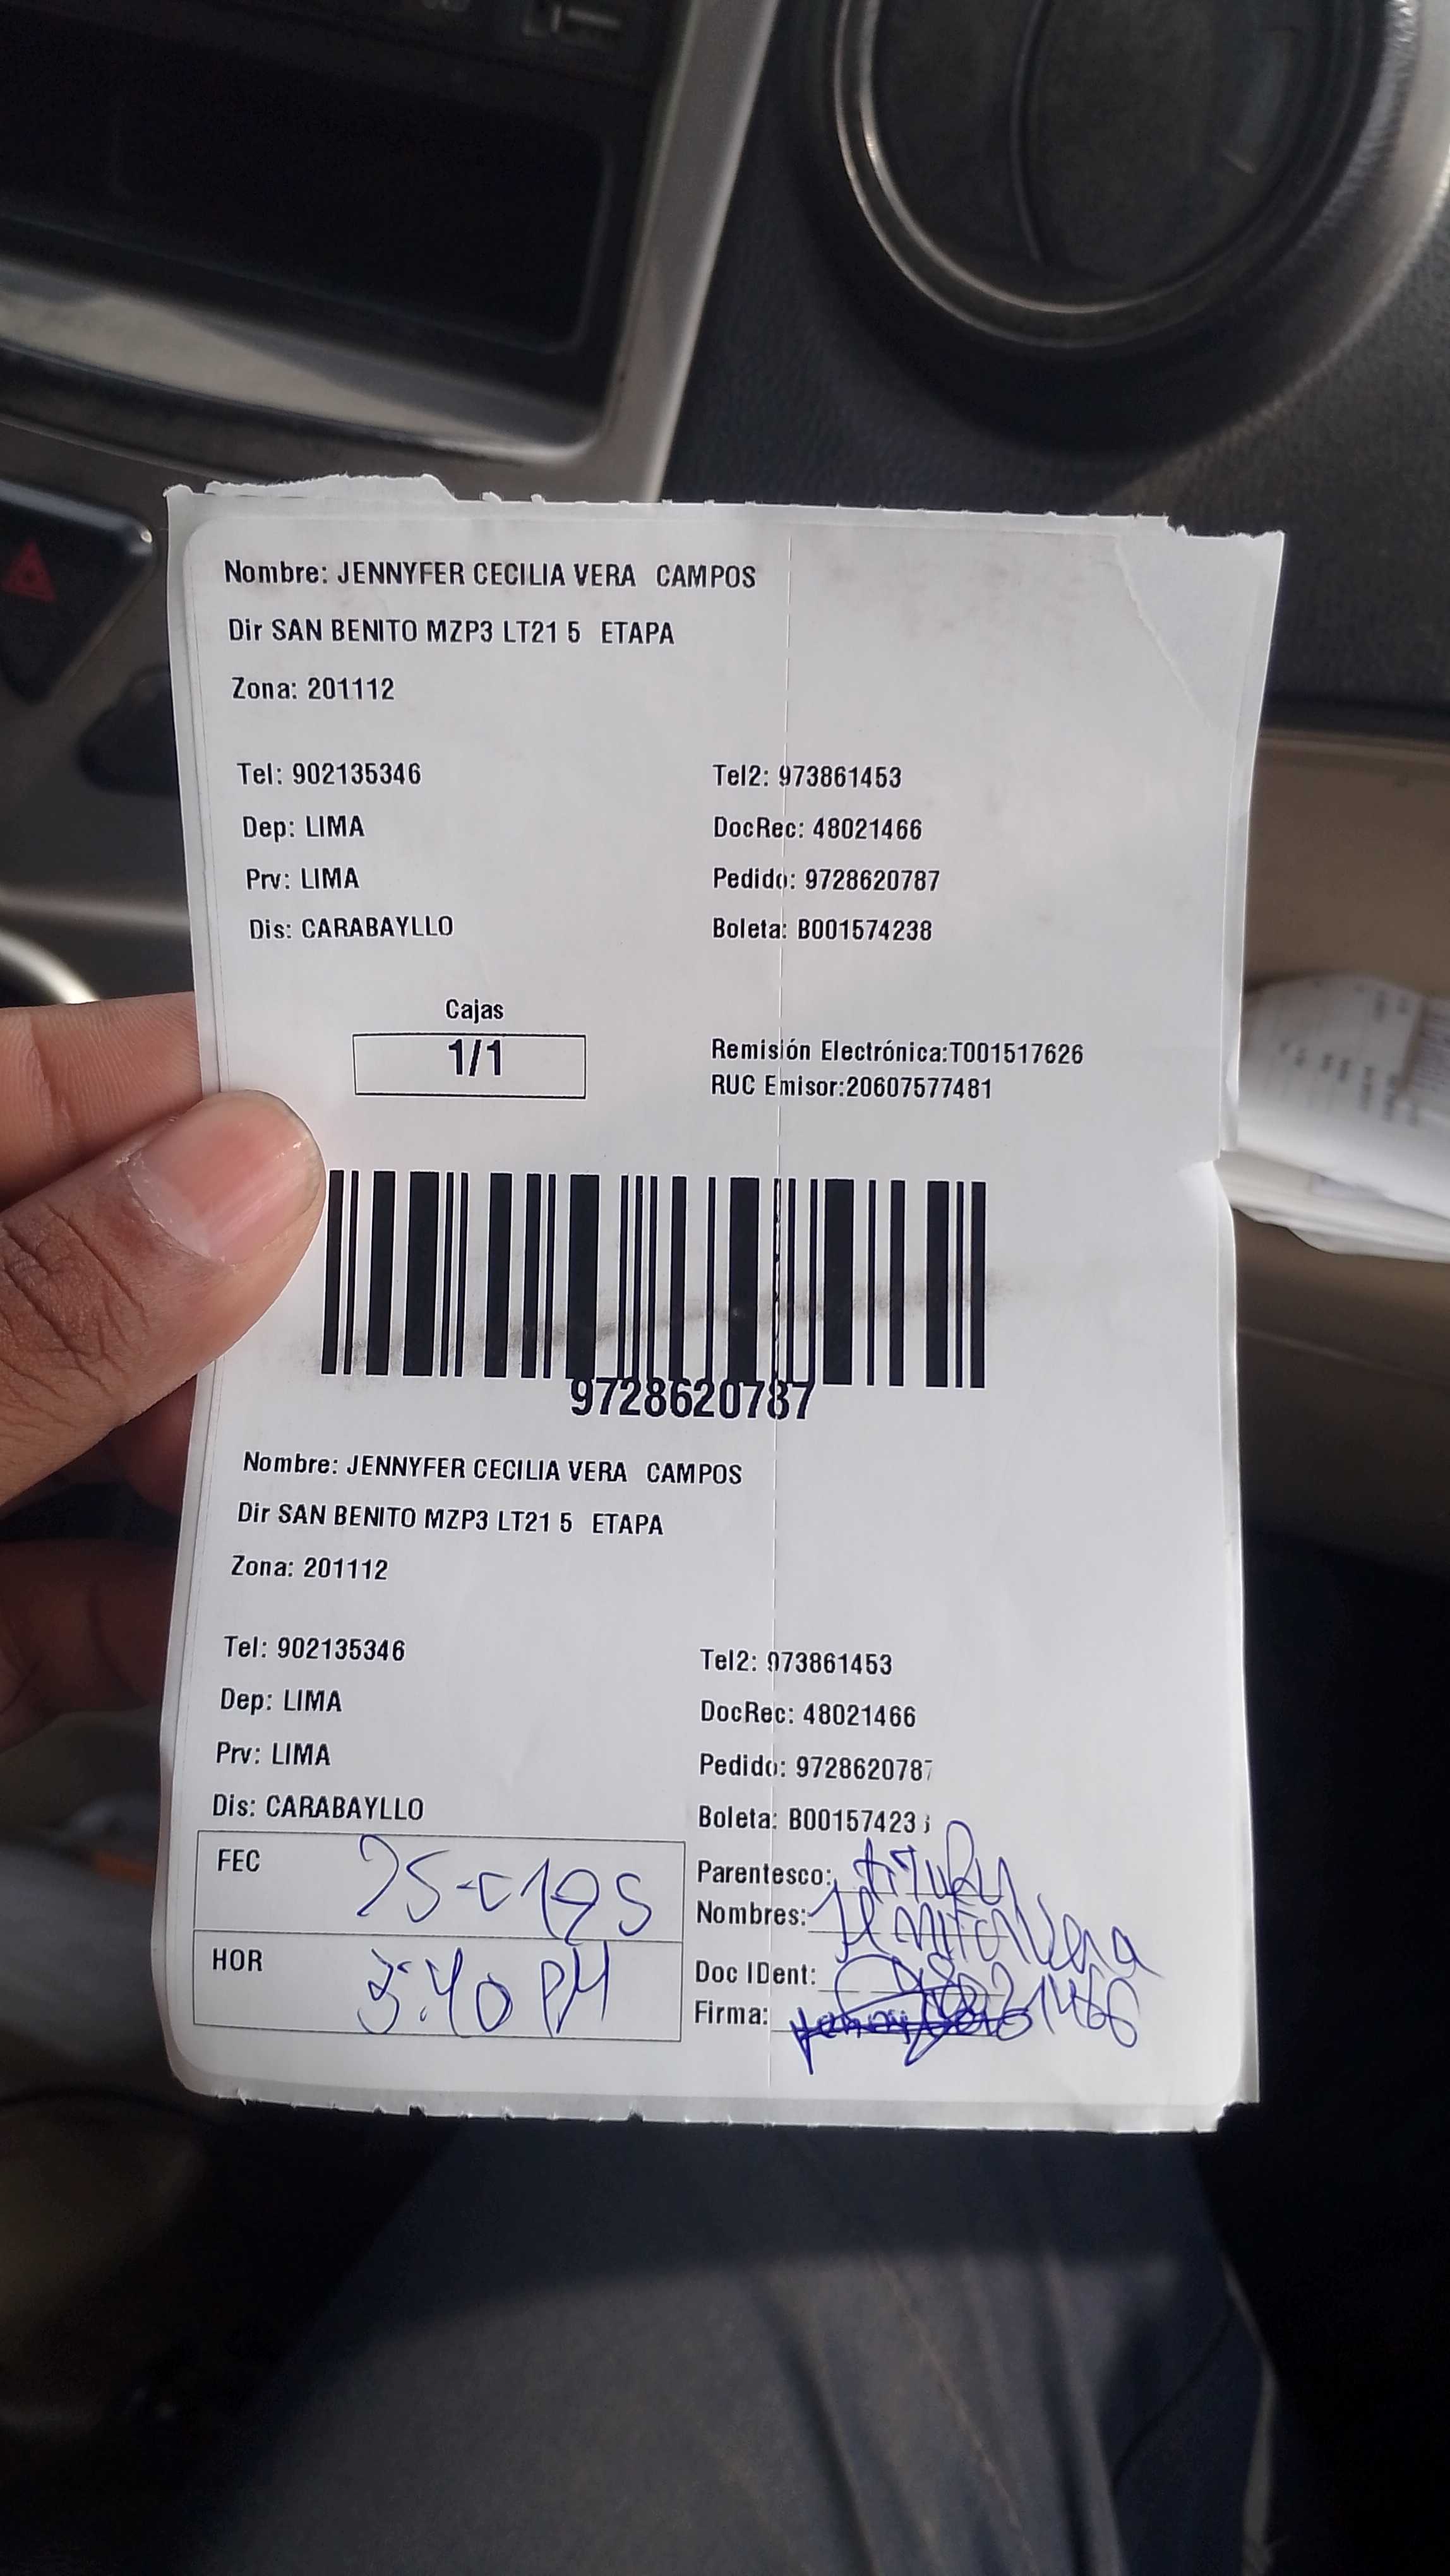 Nombre: JENNYFER CECILIA VERA CAMPOS
Dir SAN BENITO MZP3 LT21 5 ETAPA
Zona: 201112
Tel: 902135346 Tel2: 973861453
Dep: LIMA DocRec: 48021466
Prv: LIMA Pedido: 9728620787
Dis: CARABAYLLO Boleta: B001574238
Cajas
1/1
Remisión Electrónica:T001517626
RUC Emisor:20607577481
9728620787
Nombre: JENNYFER CECILIA VERA CAMPOS
Dir SAN BENITO MZP3 LT21 5 ETAPA
Zona: 201112
Tel: 902135346 Tel2: 973861453
Dep: LIMA DocRec: 48021466
Prv: LIMA Pedido: 9728620787
Dis: CARABAYLLO Boleta: B00157423
FEC Parentesco:
Nombres: Vera
HOR 3:40 PM Doc IDent: 48021466
Firma: